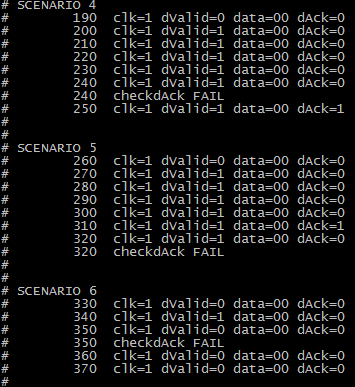 # SCENARIO 4
# 190 clk=1 dValid=0 data=00 dAck=0
# 200 clk=1 dValid=1 data=00 dAck=0
# 210 clk=1 dValid=1 data=00 dAck=0
# 220 clk=1 dValid=1 data=00 dAck=0
# 230 clk=1 dValid=1 data=00 dAck=0
# 240 clk=1 dValid=1 data=00 dAck=0
# 240 checkdAck FAIL
# 250 clk=1 dValid=1 data=00 dAck=1
#
#
# SCENARIO 5
# 260 clk=1 dValid=0 data=00 dAck=0
# 270 clk=1 dValid=1 data=00 dAck=0
# 280 clk=1 dValid=1 data=00 dAck=0
# 290 clk=1 dValid=1 data=00 dAck=0
# 300 clk=1 dValid=1 data=00 dAck=0
# 310 clk=1 dValid=1 data=00 dAck=1
# 320 clk=1 dValid=1 data=00 dAck=0
# 320 checkdAck FAIL
#
#
# SCENARIO 6
# 330 clk=1 dValid=0 data=00 dAck=0
# 340 clk=1 dValid=1 data=00 dAck=0
# 350 clk=1 dValid=0 data=00 dAck=0
# 350 checkdAck FAIL
# 360 clk=1 dValid=0 data=00 dAck=0
# 370 clk=1 dValid=0 data=00 dAck=0
#